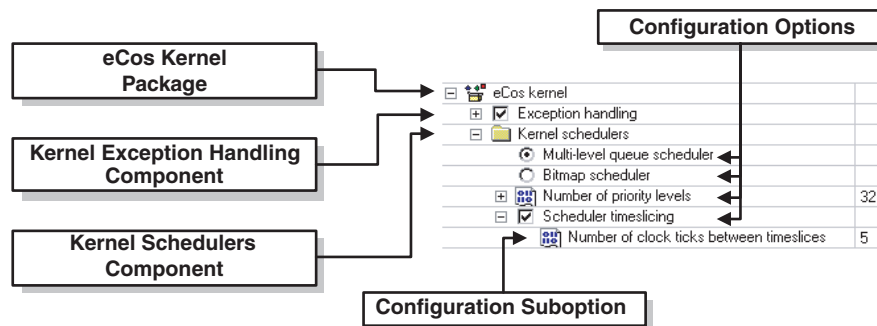 Configuration Options
eCos Kernel
Package
eCos kernel
Exception handling
Kernel schedulers
Kernel Exception Handling
Component
Multi-level queue scheduler
Bitmap scheduler
Number of priority levels 32
Scheduler timeslicing
Kernel Schedulers
Component
Number of clock ticks between timeslices 5
Configuration Suboption